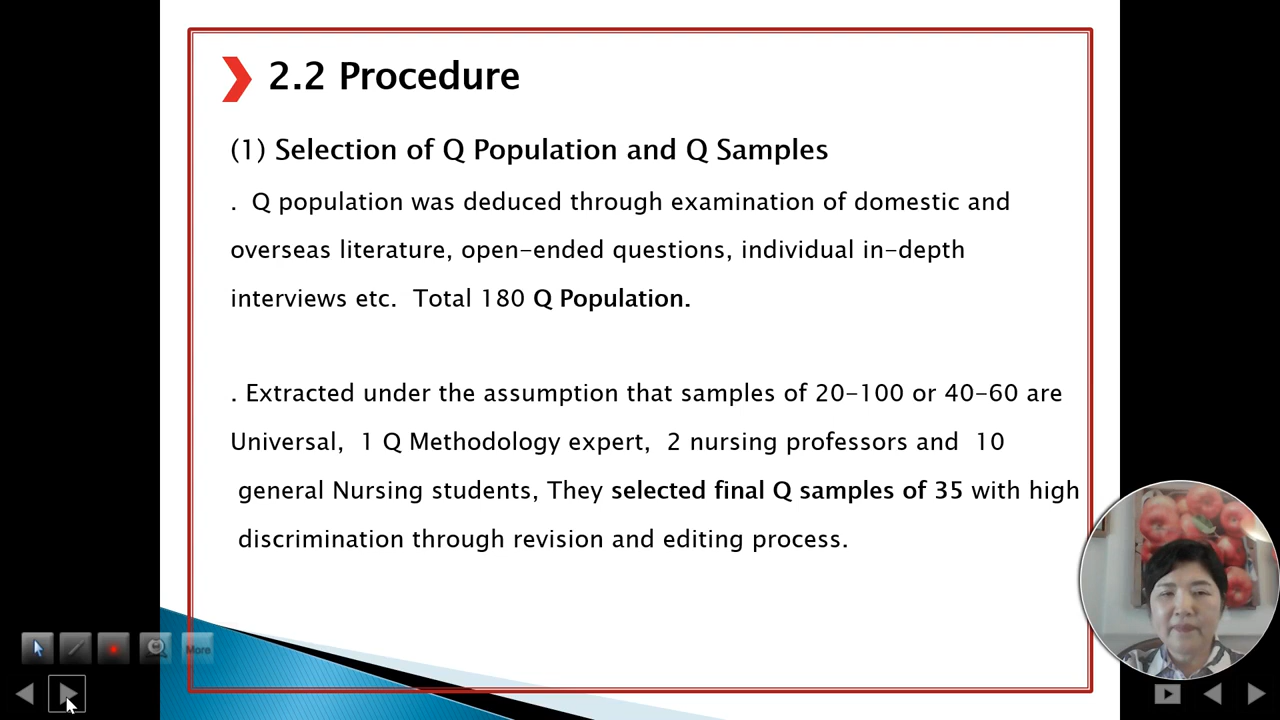 2.2 Procedure
(1) Selection of Q Population and Q Samples
. Q population was deduced through examination of domestic and
overseas literature, open-ended questions, individual in-depth
interviews etc. Total 180 Q Population.
. Extracted under the assumption that samples of 20-100 or 40-60 are
Universal, 1 Q Methodology expert, 2 nursing professors and 10
general Nursing students, They selected final Q samples of 35 with high
discrimination through revision and editing process.
More